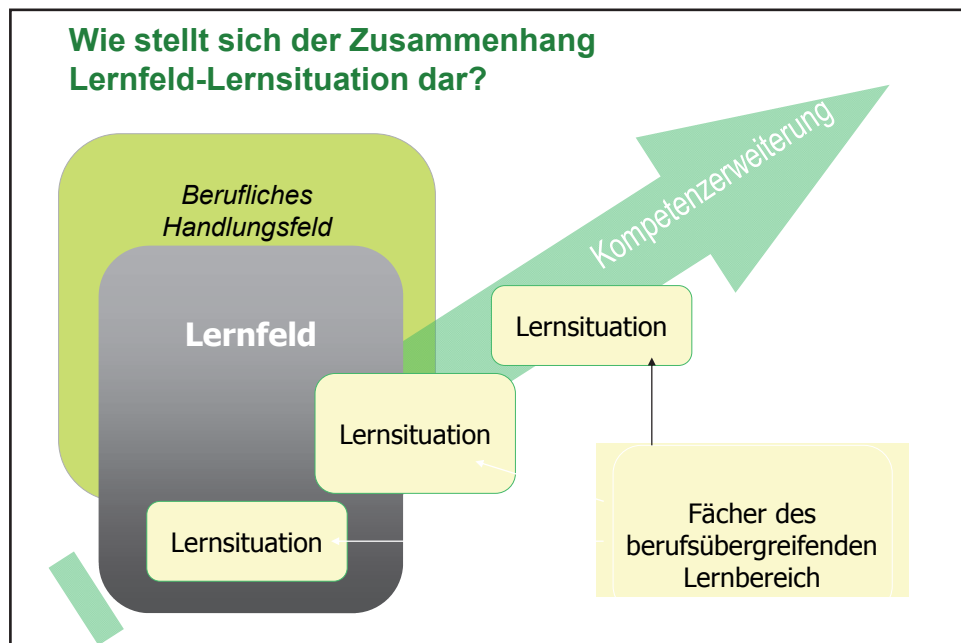 Wie stellt sich der Zusammenhang
Lernfeld-Lernsituation dar?
Berufliches
Handlungsfeld
Lernfeld
Kompetenzerweiterung
Lernsituation
Lernsituation
Lernsituation
Fächer des
berufsübergreifenden
Lernbereich